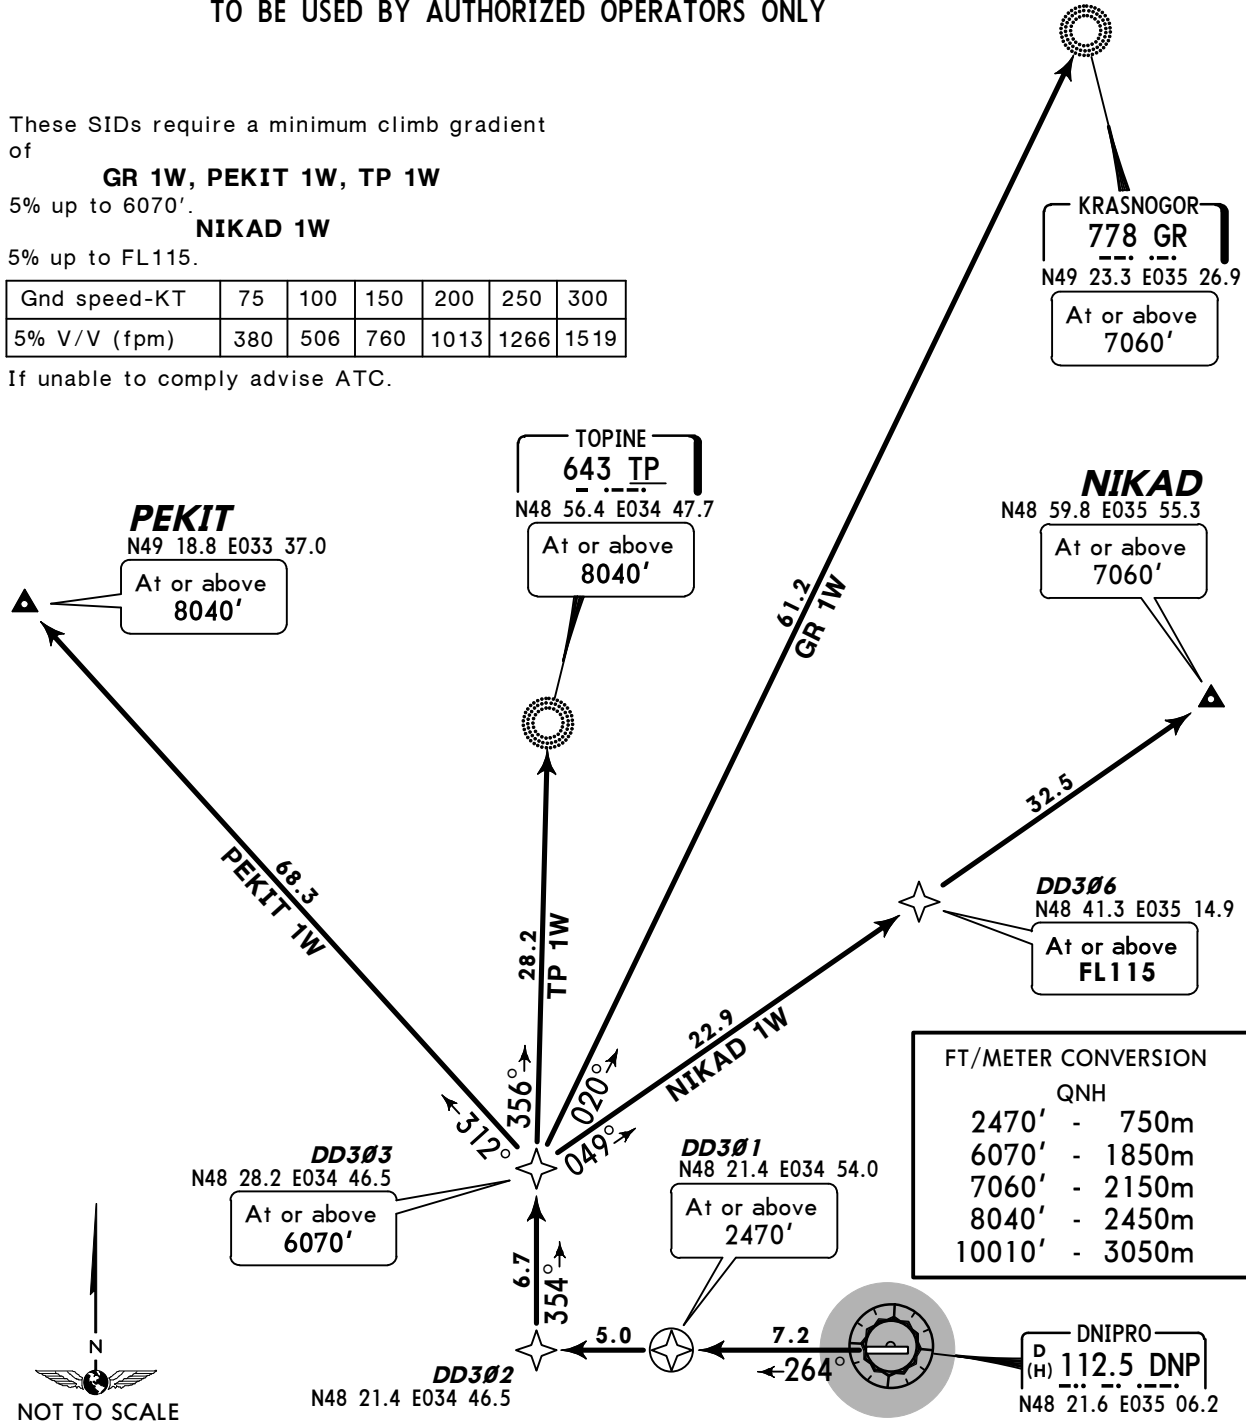 TO BE USED BY AUTHORIZED OPERATORS ONLY
These SIDs require a minimum climb gradient
of
GR 1W, PEKIT 1W, TP 1W
5% up to 6070'.
NIKAD 1W
5% up to FL115.
Gnd speed-KT 75 100 150 200 250 300
5% V/V (fpm) 380 506 760 1013 1266 1519
If unable to comply advise ATC.
KRASNOGOR
778 GR
N49 23.3 E035 26.9
At or above
7060'
TOPINE
643 TP
N48 56.4 E034 47.7
At or above
8040'
NIKAD
N48 59.8 E035 55.3
At or above
7060'
PEKIT
N49 18.8 E033 37.0
At or above
8040'
61.2
GR 1W
32.5
68.3
PEKIT 1W
28.2
TP 1W
DD3Ø6
N48 41.3 E035 14.9
At or above
FL115
22.9
NIKAD 1W
312°
356°
020°
049°
FT/METER CONVERSION
QNH
2470' - 750m
6070' - 1850m
7060' - 2150m
8040' - 2450m
10010' - 3050m
DD3Ø3
N48 28.2 E034 46.5
At or above
6070'
DD3Ø1
N48 21.4 E034 54.0
At or above
2470'
6.7
354°
5.0
7.2
264°
DD3Ø2
N48 21.4 E034 46.5
DNIPRO
D
(H) 112.5 DNP
N48 21.6 E035 06.2
N
NOT TO SCALE